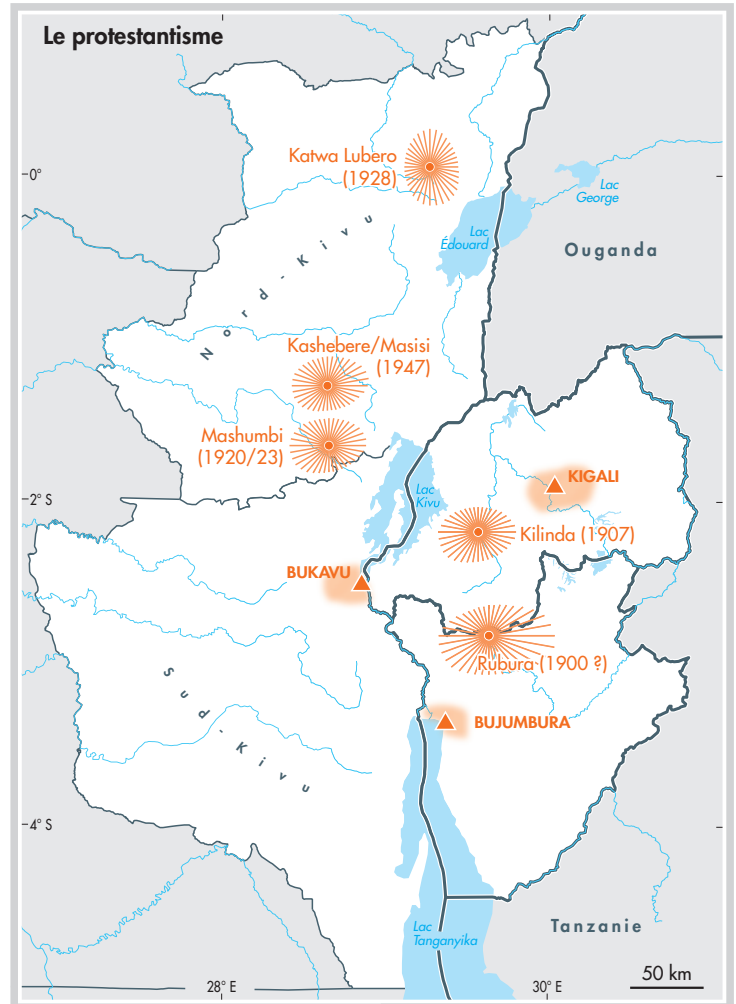 Le protestantisme
Katwa Lubero
(1928)
0°
Lac
George
Lac
Édouard
Ouganda
Nord-Kivu
Kashebere/Masisi
(1947)
Mashumbi
(1920/23)
KIGALI
Lac
Kivu
2° S
Kilinda (1907)
BUKAVU
Rubura (1900 ?)
Sud-Kivu
BUJUMBURA
4° S
Lac
Tanganyika
Tanzanie
28° E
30° E
50 km